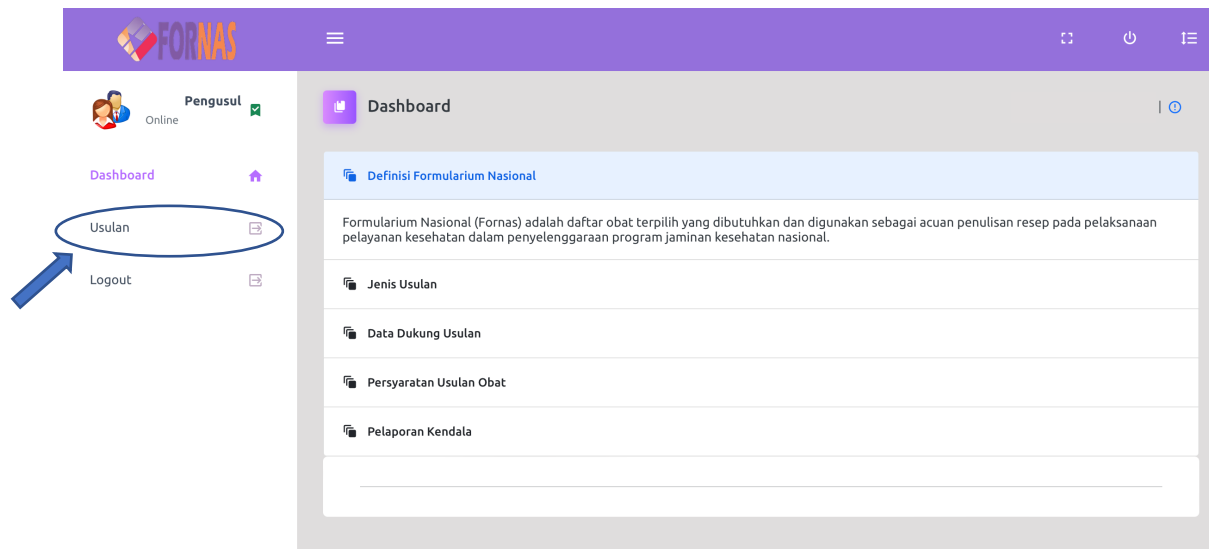 FORNAS
Pengusul
Online
Dashboard
Usulan
Logout
Dashboard
|
Definisi Formularium Nasional
Formularium Nasional (Fornas) adalah daftar obat terpilih yang dibutuhkan dan digunakan sebagai acuan penulisan resep pada pelaksanaan
pelayanan kesehatan dalam penyelenggaraan program jaminan kesehatan nasional.
Jenis Usulan
Data Dukung Usulan
Persyaratan Usulan Obat
Pelaporan Kendala